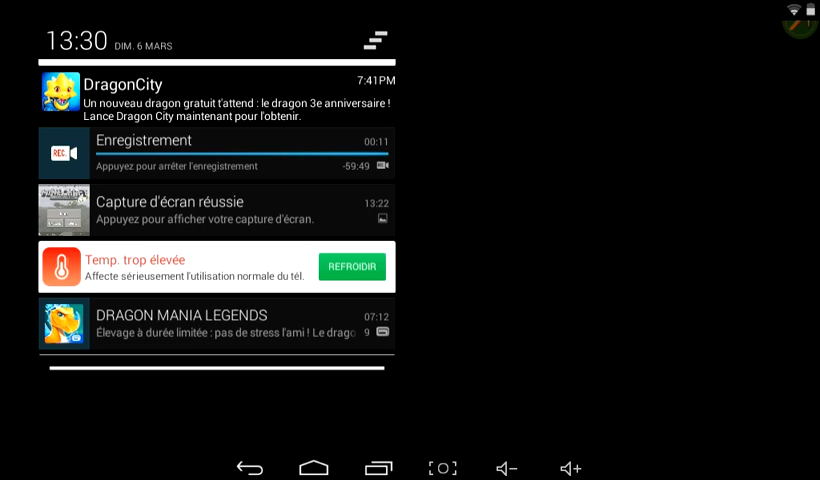 13:30 DIM. 6 MARS
DragonCity 7:41PM
Un nouveau dragon gratuit t'attend : le dragon 3e anniversaire !
Lance Dragon City maintenant pour l'obtenir.
REC.
Enregistrement 00:11
Appuyez pour arrêter l'enregistrement -59:49
Capture d'écran réussie 13:22
Appuyez pour afficher votre capture d'écran.
Temp. trop élevée
Affecte sérieusement l'utilisation normale du tél.
REFROIDIR
DRAGON MANIA LEGENDS 07:12
Élevage à durée limitée : pas de stress l'ami ! Le drago 9